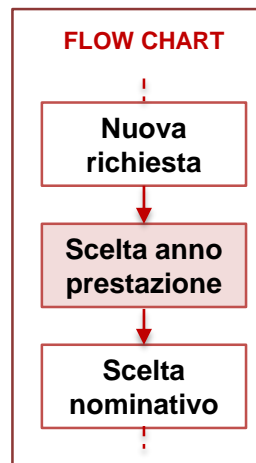 FLOW CHART
Nuova
richiesta
Scelta anno
prestazione
Scelta
nominativo